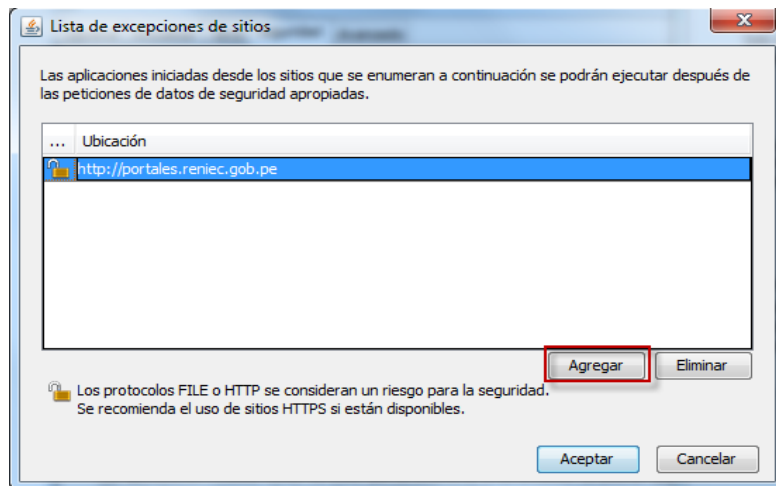 Lista de excepciones de sitios
Las aplicaciones iniciadas desde los sitios que se enumeran a continuación se podrán ejecutar después de
las peticiones de datos de seguridad apropiadas.
... Ubicación
http://portales.reniec.gob.pe
Agregar Eliminar
Los protocolos FILE o HTTP se consideran un riesgo para la seguridad.
Se recomienda el uso de sitios HTTPS si están disponibles.
Aceptar Cancelar